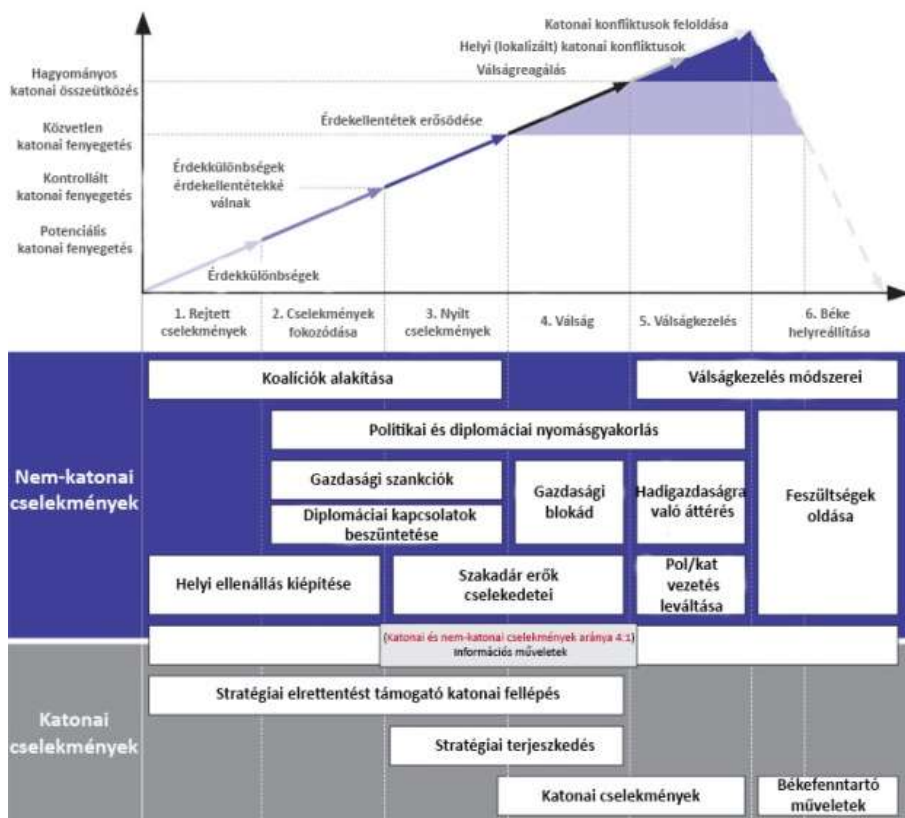 Katonai konfliktusok feloldása
Helyi (lokalizált) katonai konfliktusok
Válságreagálás
Hagyományos
katonai összeütközés
Érdekellentétek erősödése
Közvetlen
katonai fenyegetés
Érdekkülönbségek
érdekellentétekké
válnak
Kontrollált
katonai fenyegetés
Potenciális
katonai fenyegetés
Érdekkülönbségek
1. Rejtett
cselekmények
2. Cselekmények
fokozódása
3. Nyílt
cselekmények
4. Válság
5. Válságkezelés
6. Béke
helyreállítása
Nem-katonai
cselekmények
Koalíciók alakítása
Válságkezelés módszerei
Politikai és diplomáciai nyomásgyakorlás
Gazdasági szankciók
Diplomáciai kapcsolatok
beszűntetése
Gazdasági
blokád
Hadigazdaságra
való áttérés
Feszültségek
oldása
Helyi ellenállás kiépítése
Szakadár erők
cselekedetei
Pol/kat
vezetés
leváltása
(Katonai és nem-katonai cselekmények aránya 4:1)
Információs műveletek
Katonai
cselekmények
Stratégiai elrettentést támogató katonai fellépés
Stratégiai terjeszkedés
Katonai cselekmények
Békefenntartó
műveletek